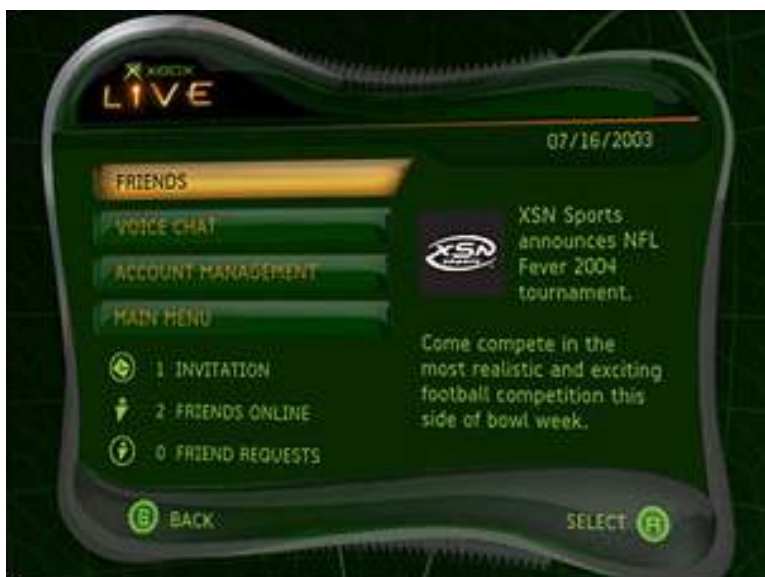 XBOX
LIVE
07/16/2003
FRIENDS
VOICE CHAT
ACCOUNT MANAGEMENT
MAIN MENU
1 INVITATION
2 FRIENDS ONLINE
0 FRIEND REQUESTS
XSN
XSN Sports
announces NFL
Fever 2004
tournament.
Come compete in the
most realistic and exciting
football competition this
side of bowl week.
B BACK
SELECT A